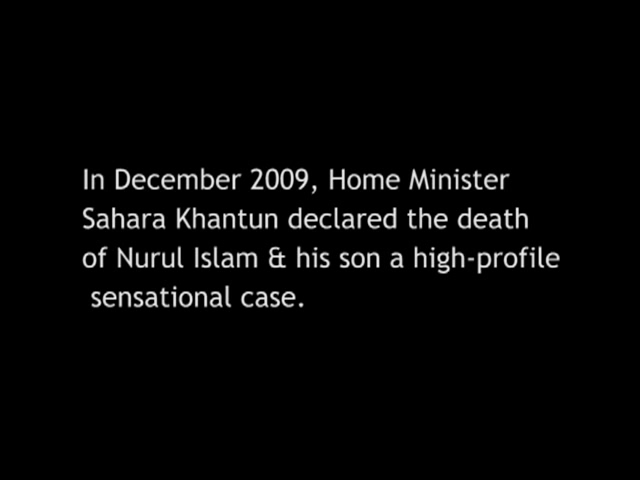 In December 2009, Home Minister
Sahara Khantun declared the death
of Nurul Islam & his son a high-profile
sensational case.